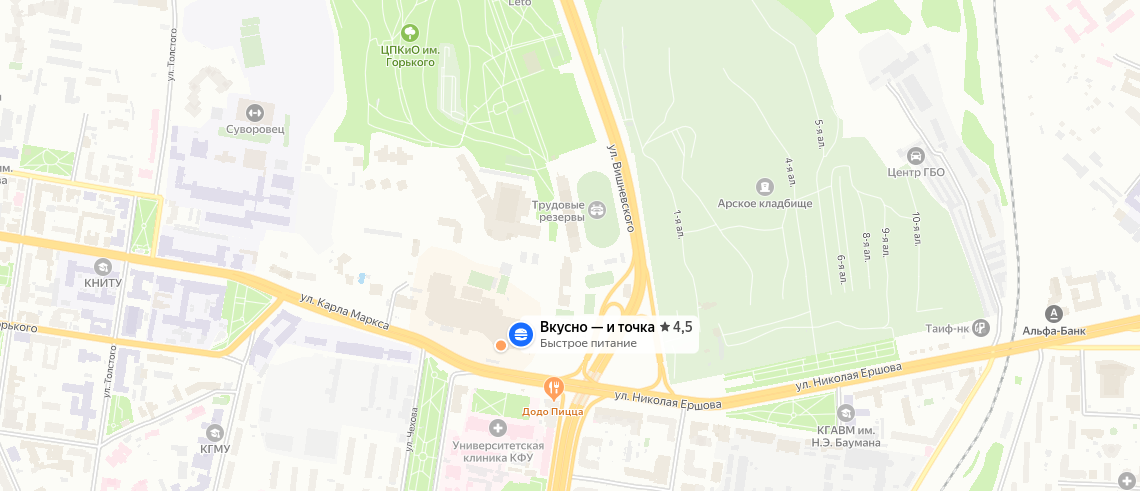 Leto
ЦПКиО им.
Горького
ул. Толстого
Суворовец
5-я ал.
4-я ал.
Центр ГБО
ул. Вишневского
Арское кладбище
Трудовые
резервы
1-я ал.
10-я ал.
9-я ал.
8-я ал.
6-я ал.
им.
КНИТУ
ул. Карла Маркса
Вкусно — и точка ★ 4,5
Быстрое питание
Таиф-нк
Альфа-Банк
ул. Толстого
ул. Николая Ершова
ул. Николая Ершова
Додо Пицца
ул. Чехова
КГМУ
Университетская
клиника КФУ
КГАВМ им.
Н.Э. Баумана